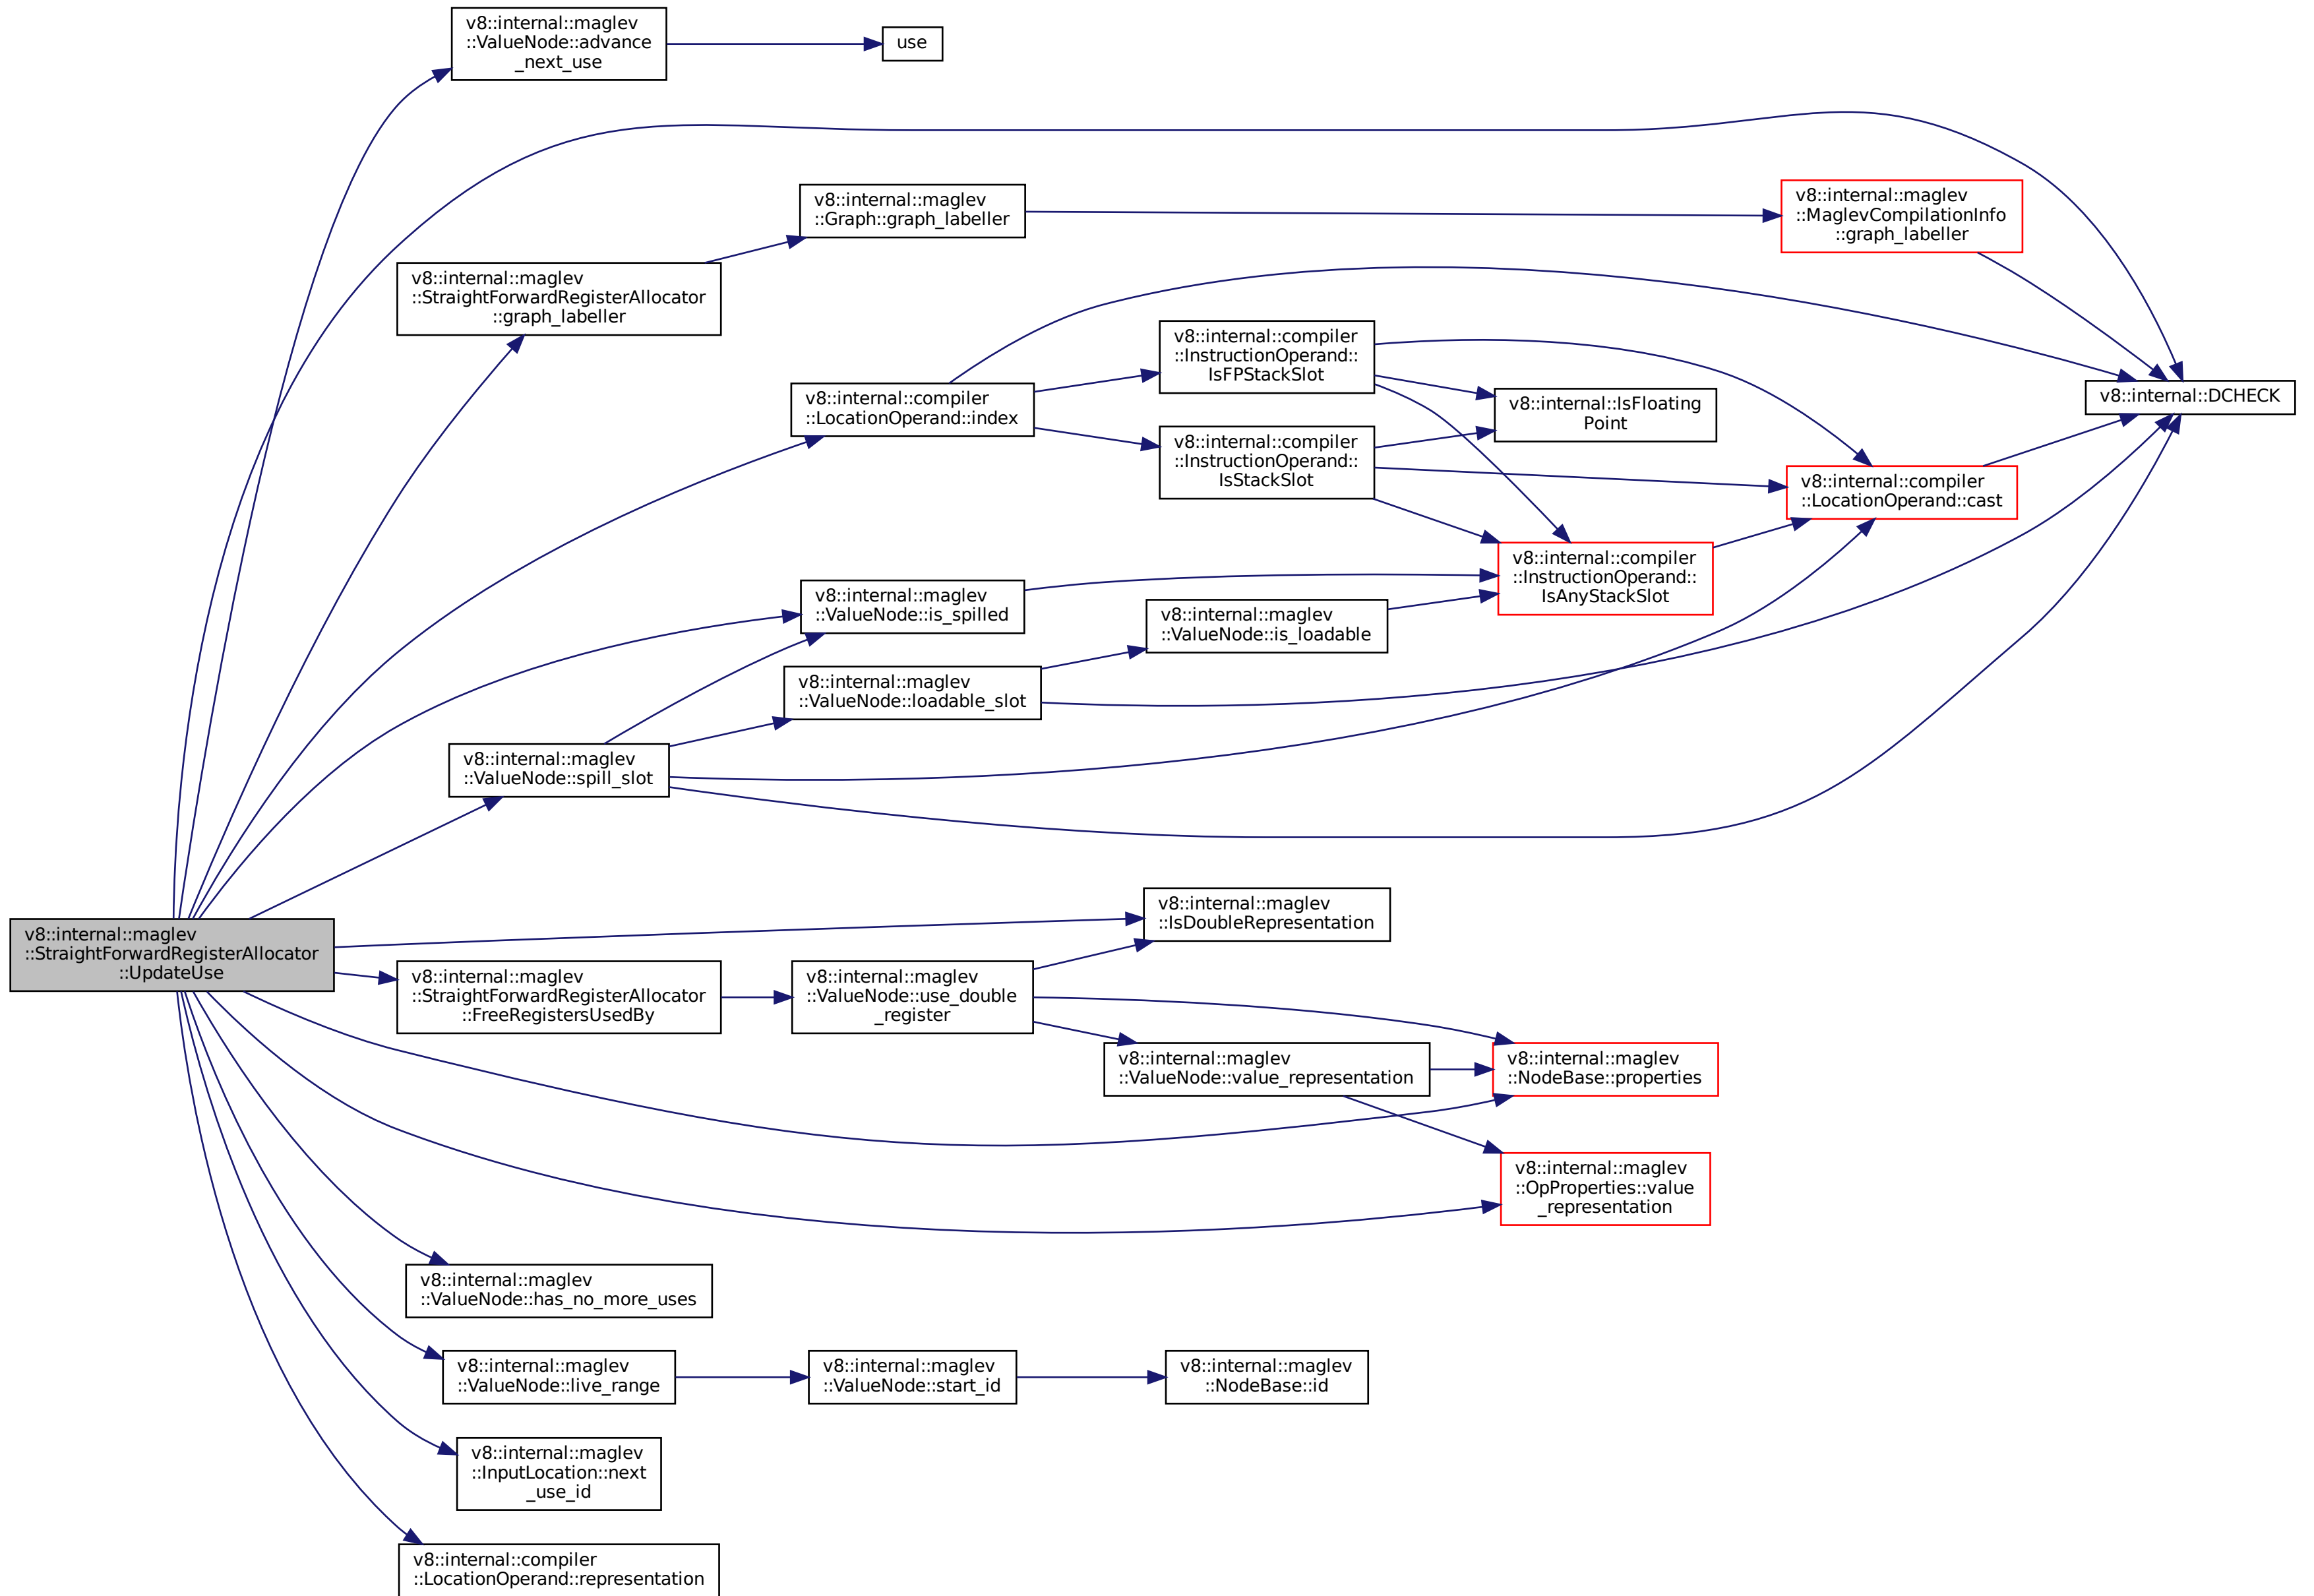 v8::internal::maglev
::ValueNode::advance
_next_use
use
v8::internal::maglev
::Graph::graph_labeller
v8::internal::maglev
::MaglevCompilationInfo
::graph_labeller
v8::internal::maglev
::StraightForwardRegisterAllocator
::graph_labeller
v8::internal::compiler
::InstructionOperand::
IsFPStackSlot
v8::internal::DCHECK
v8::internal::compiler
::LocationOperand::index
v8::internal::IsFloating
Point
v8::internal::compiler
::InstructionOperand::
IsStackSlot
v8::internal::compiler
::LocationOperand::cast
v8::internal::compiler
::InstructionOperand::
IsAnyStackSlot
v8::internal::maglev
::ValueNode::is_spilled
v8::internal::maglev
::ValueNode::is_loadable
v8::internal::maglev
::ValueNode::loadable_slot
v8::internal::maglev
::ValueNode::spill_slot
v8::internal::maglev
::IsDoubleRepresentation
v8::internal::maglev
::StraightForwardRegisterAllocator
::UpdateUse
v8::internal::maglev
::StraightForwardRegisterAllocator
::FreeRegistersUsedBy
v8::internal::maglev
::ValueNode::use_double
_register
v8::internal::maglev
::ValueNode::value_representation
v8::internal::maglev
::NodeBase::properties
v8::internal::maglev
::OpProperties::value
_representation
v8::internal::maglev
::ValueNode::has_no_more_uses
v8::internal::maglev
::ValueNode::live_range
v8::internal::maglev
::ValueNode::start_id
v8::internal::maglev
::NodeBase::id
v8::internal::maglev
::InputLocation::next
_use_id
v8::internal::compiler
::LocationOperand::representation